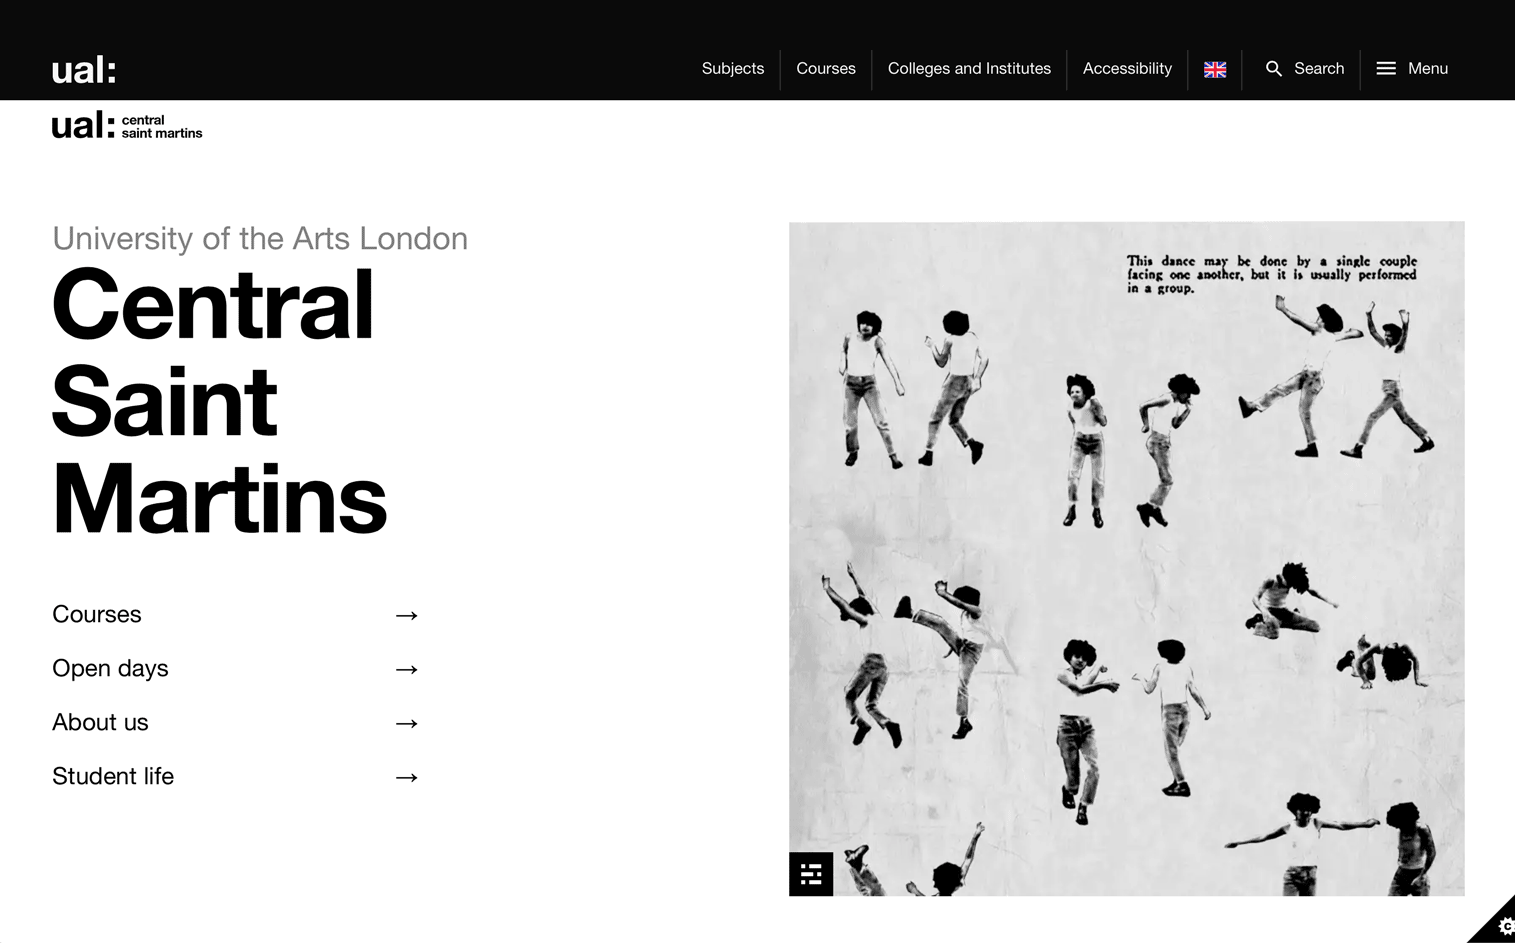 ual:
Subjects
Courses
Colleges and Institutes
Accessibility
Search
Menu
ual: central
saint martins
University of the Arts London
Central
Saint
Martins
Courses →
Open days →
About us →
Student life →
This dance may be done by a single couple
facing one another, but it is usually performed
in a group.